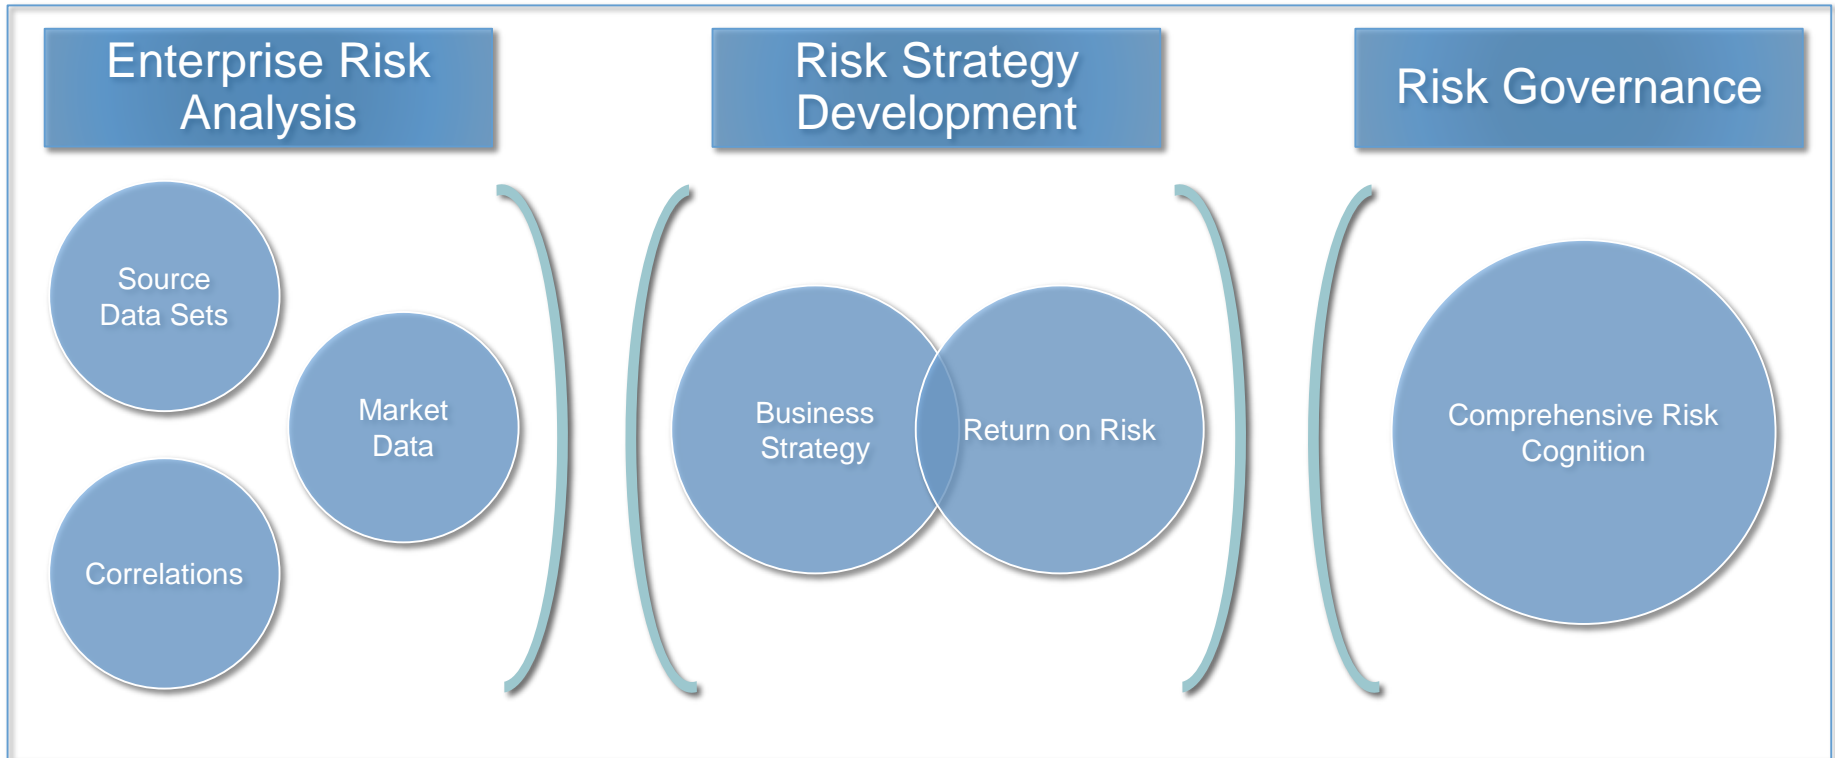 Enterprise Risk
Analysis
Risk Strategy
Development
Risk Governance
Source
Data Sets
Market
Data
Correlations
Business
Strategy
Return on Risk
Comprehensive Risk
Cognition